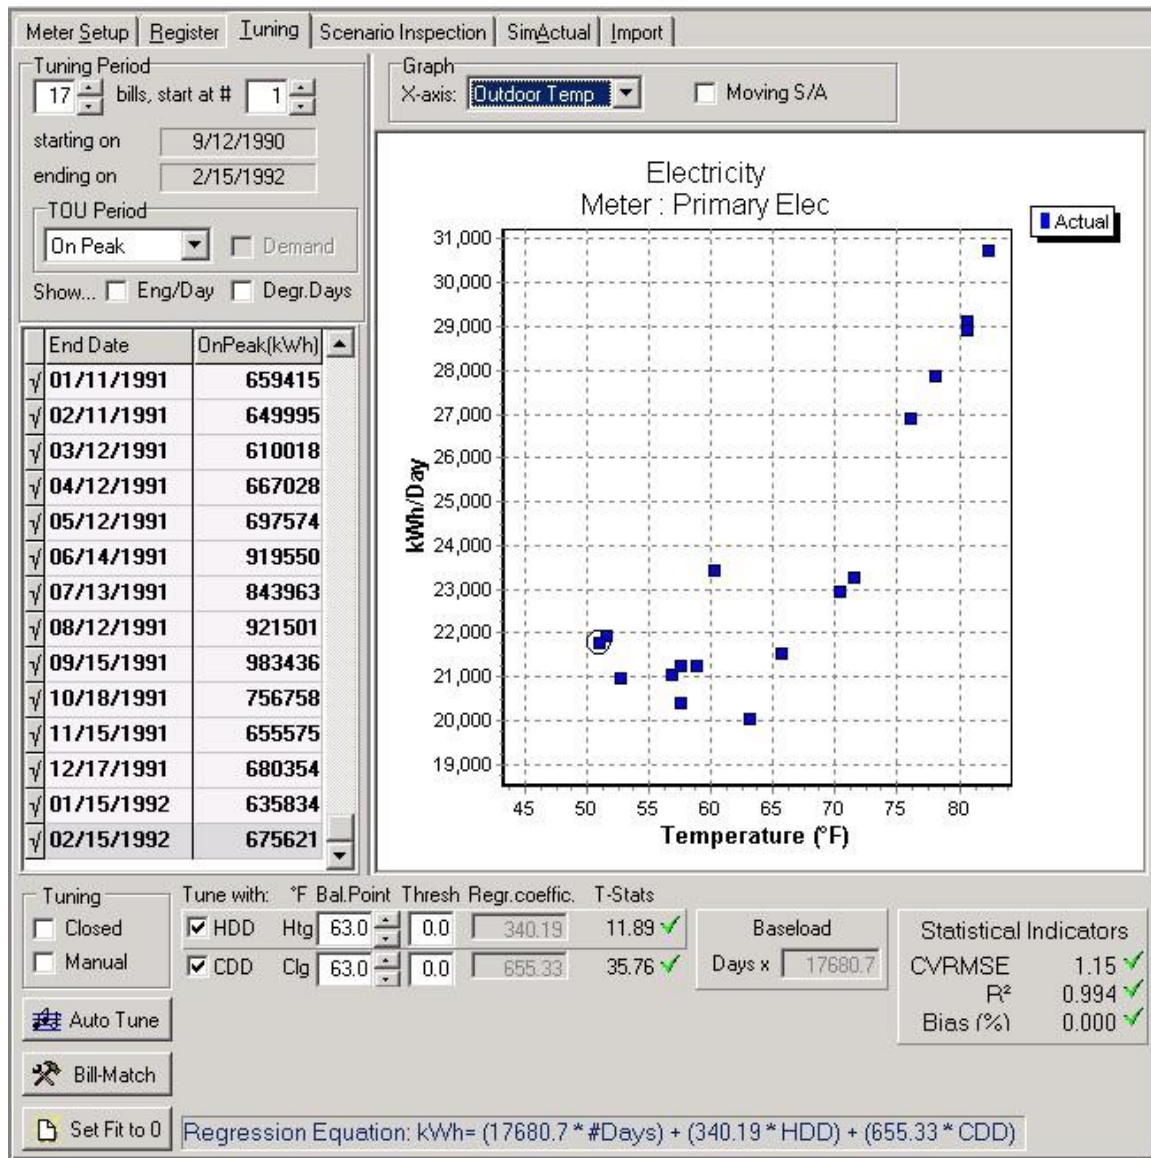 Meter Setup Register Tuning Scenario Inspection SimActual Import
Tuning Period
17 bills, start at # 1
starting on 9/12/1990
ending on 2/15/1992
TOU Period
On Peak Demand
Show... Eng/Day Degr.Days
Graph
X-axis: Outdoor Temp Moving S/A
End Date OnPeak(kWh)
√ 01/11/1991 659415
√ 02/11/1991 649995
√ 03/12/1991 610018
√ 04/12/1991 667028
√ 05/12/1991 697574
√ 06/14/1991 919550
√ 07/13/1991 843963
√ 08/12/1991 921501
√ 09/15/1991 983436
√ 10/18/1991 756758
√ 11/15/1991 655575
√ 12/17/1991 680354
√ 01/15/1992 635834
√ 02/15/1992 675621
Electricity
Meter : Primary Elec
Actual
31,000
30,000
29,000
28,000
27,000
26,000
25,000
24,000
23,000
22,000
21,000
20,000
19,000
kWh/Day
45 50 55 60 65 70 75 80
Temperature (°F)
Tuning
Closed
Manual
Tune with: °F Bal.Point Thresh Regr.coeffic. T-Stats
HDD Htg 63.0 0.0 340.19 11.89
CDD Clg 63.0 0.0 655.33 35.76
Baseload
Days x 17680.7
Statistical Indicators
CVRMSE 1.15
R² 0.994
Bias (%) 0.000
Auto Tune
Bill-Match
Set Fit to 0
Regression Equation: kWh= (17680.7 * #Days) + (340.19 * HDD) + (655.33 * CDD)